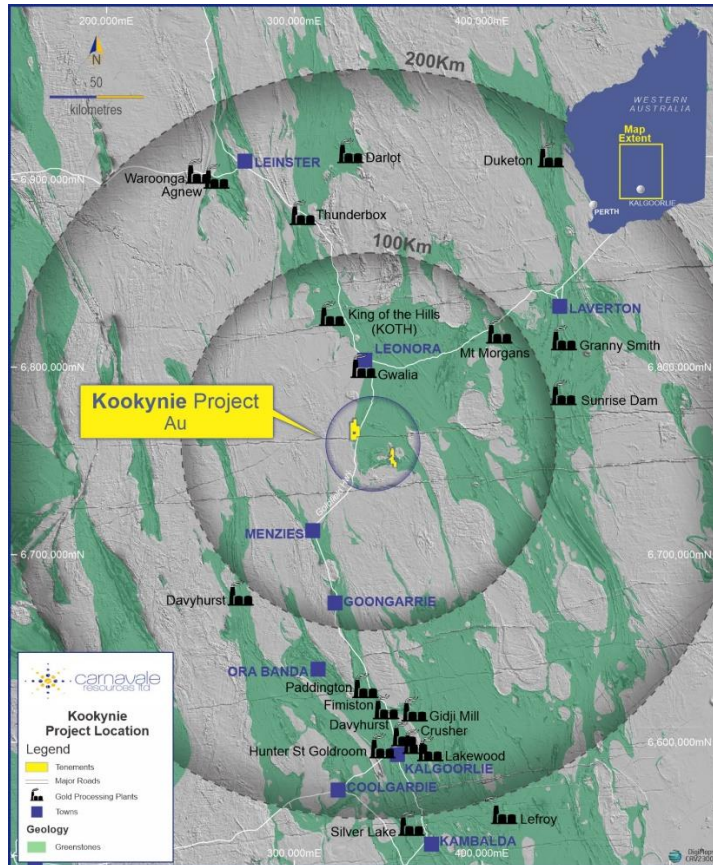 200,000mE
300,000mE
400,000mE
N
50
kilometres
200Km
WESTERN
AUSTRALIA
Map
Extent
KALGOORLIE
PERTH
LEINSTER
Darlot
Duketon
6,900,000mN
Waroonga
Agnew
Thunderbox
100Km
King of the Hills
(KOTH)
LAVERTON
LEONORA
Mt Morgans
Granny Smith
6,800,000mN
Gwalia
6,800,000mN
Kookynie Project
Au
Sunrise Dam
MENZIES
6,700,000mN
6,700,000mN
Davyhurst
GOONGARRIE
ORA BANDA
Paddington
Fimiston
Gidji Mill
Davyhurst
Crusher
Hunter St Goldroom
Lakewood
6,600,000mN
KALGOORLIE
COOLGARDIE
Silver Lake
Lefroy
KAMBALDA
300,000mE
400,000mE
carnavale
resources ltd
Kookynie
Project Location
Legend
Tenements
Major Roads
Gold Processing Plants
Towns
Geology
Greenstones